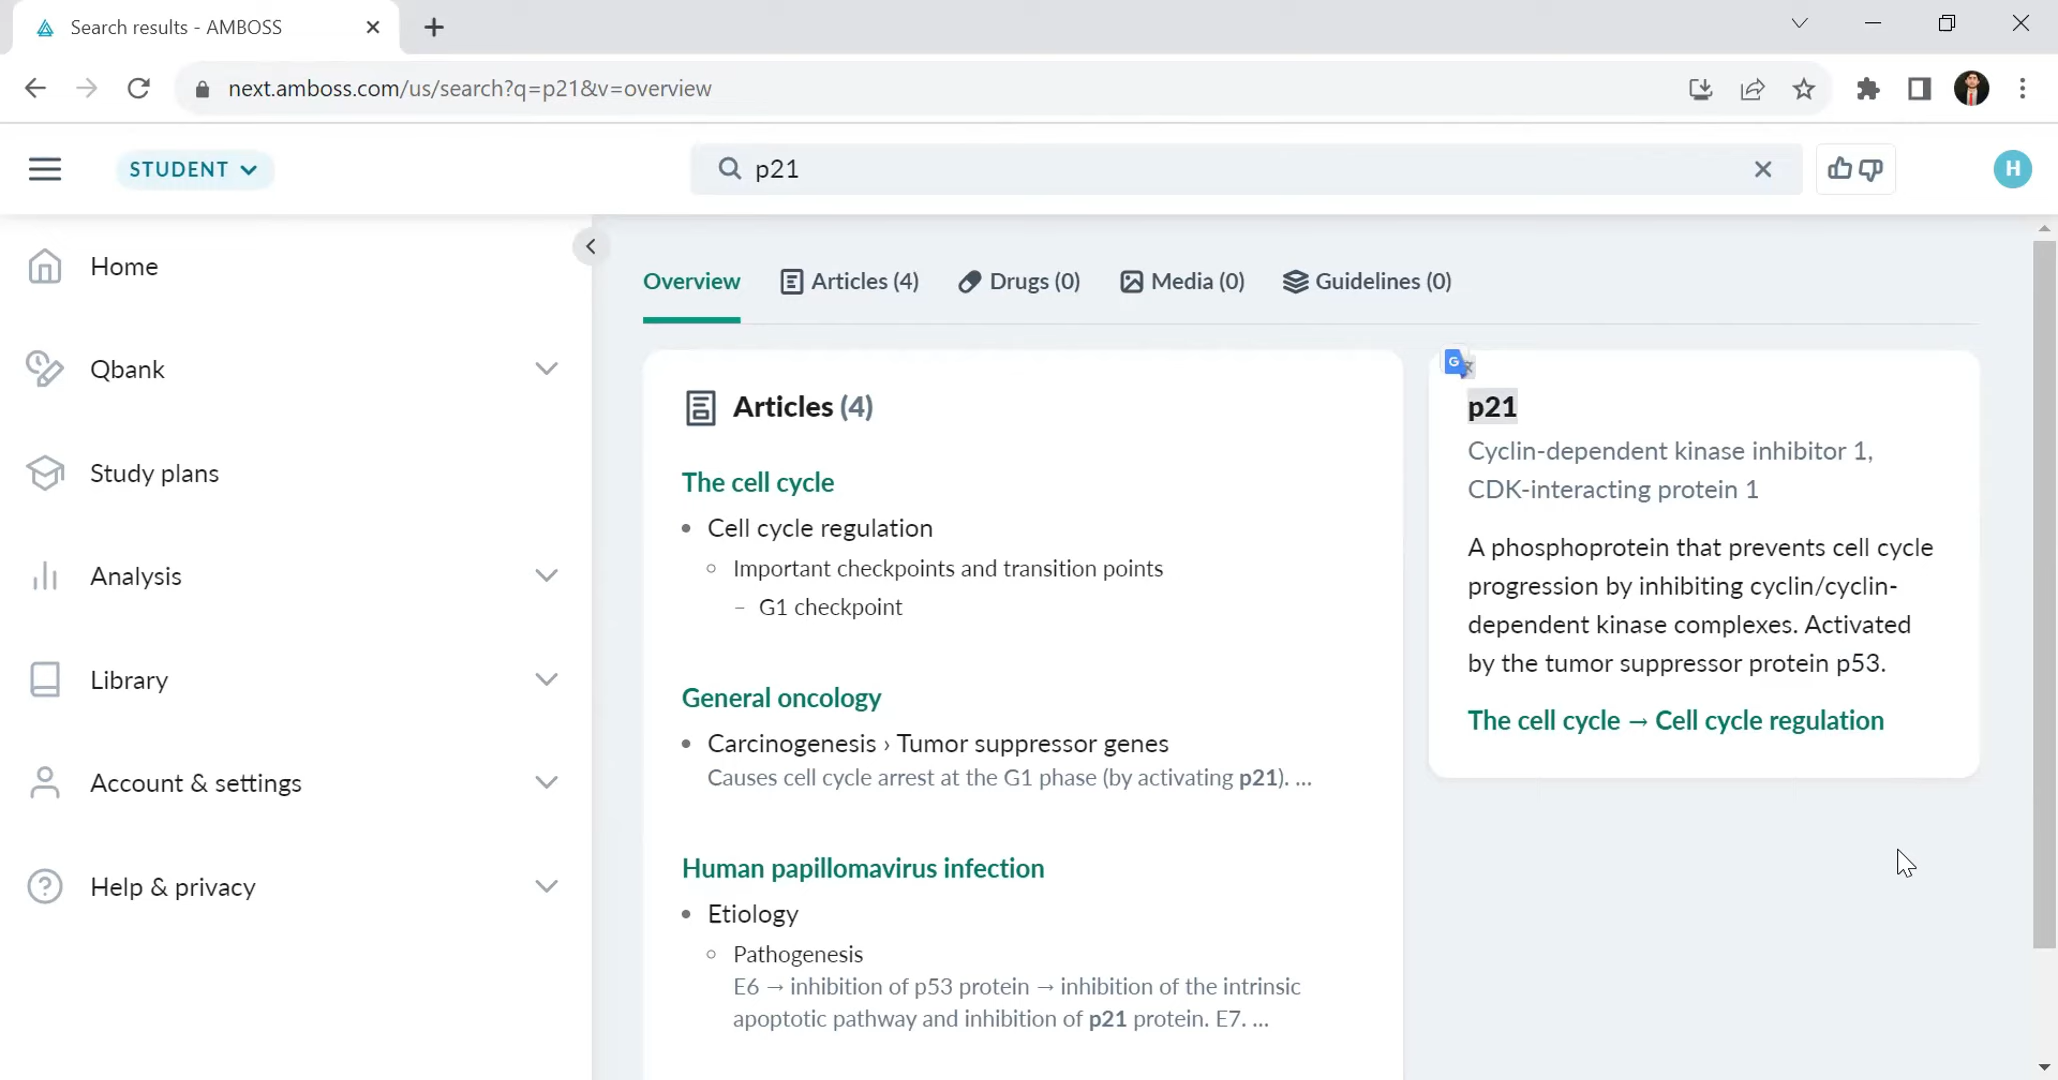 Search results - AMBOSS
next.amboss.com/us/search?q=p21&v=overview
STUDENT
p21
H
Home
Qbank
Study plans
Analysis
Library
Account & settings
Help & privacy
Overview
Articles (4)
Drugs (0)
Media (0)
Guidelines (0)
Articles (4)
The cell cycle
• Cell cycle regulation
○ Important checkpoints and transition points
– G1 checkpoint
General oncology
• Carcinogenesis › Tumor suppressor genes
Causes cell cycle arrest at the G1 phase (by activating p21). ...
Human papillomavirus infection
• Etiology
○ Pathogenesis
E6 → inhibition of p53 protein → inhibition of the intrinsic
apoptotic pathway and inhibition of p21 protein. E7. ...
G
p21
Cyclin-dependent kinase inhibitor 1,
CDK-interacting protein 1
A phosphoprotein that prevents cell cycle
progression by inhibiting cyclin/cyclin-
dependent kinase complexes. Activated
by the tumor suppressor protein p53.
The cell cycle → Cell cycle regulation